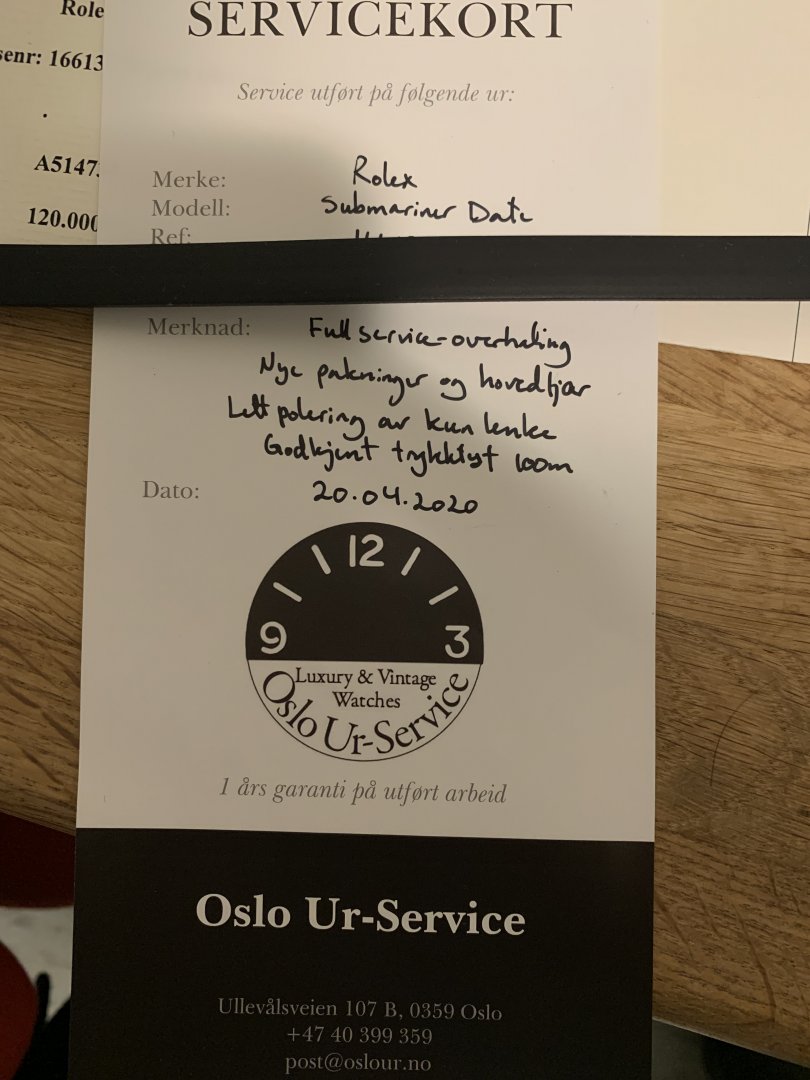 SERVICEKORT
Service utført på følgende ur:
Merke: Rolex
Modell: Submariner Date
Ref:
Merknad: Full service-overhaling
Nye pakninger og hovedfjær
Lett polering av kun lenke
Godkjent trykktest 100m
Dato: 20.04.2020
12
9
3
Luxury & Vintage
Watches
Oslo Ur-Service
1 års garanti på utført arbeid
Oslo Ur-Service
Ullevålsveien 107 B, 0359 Oslo
+47 40 399 359
post@oslour.no
Role
senr: 16613
A5147
120.000